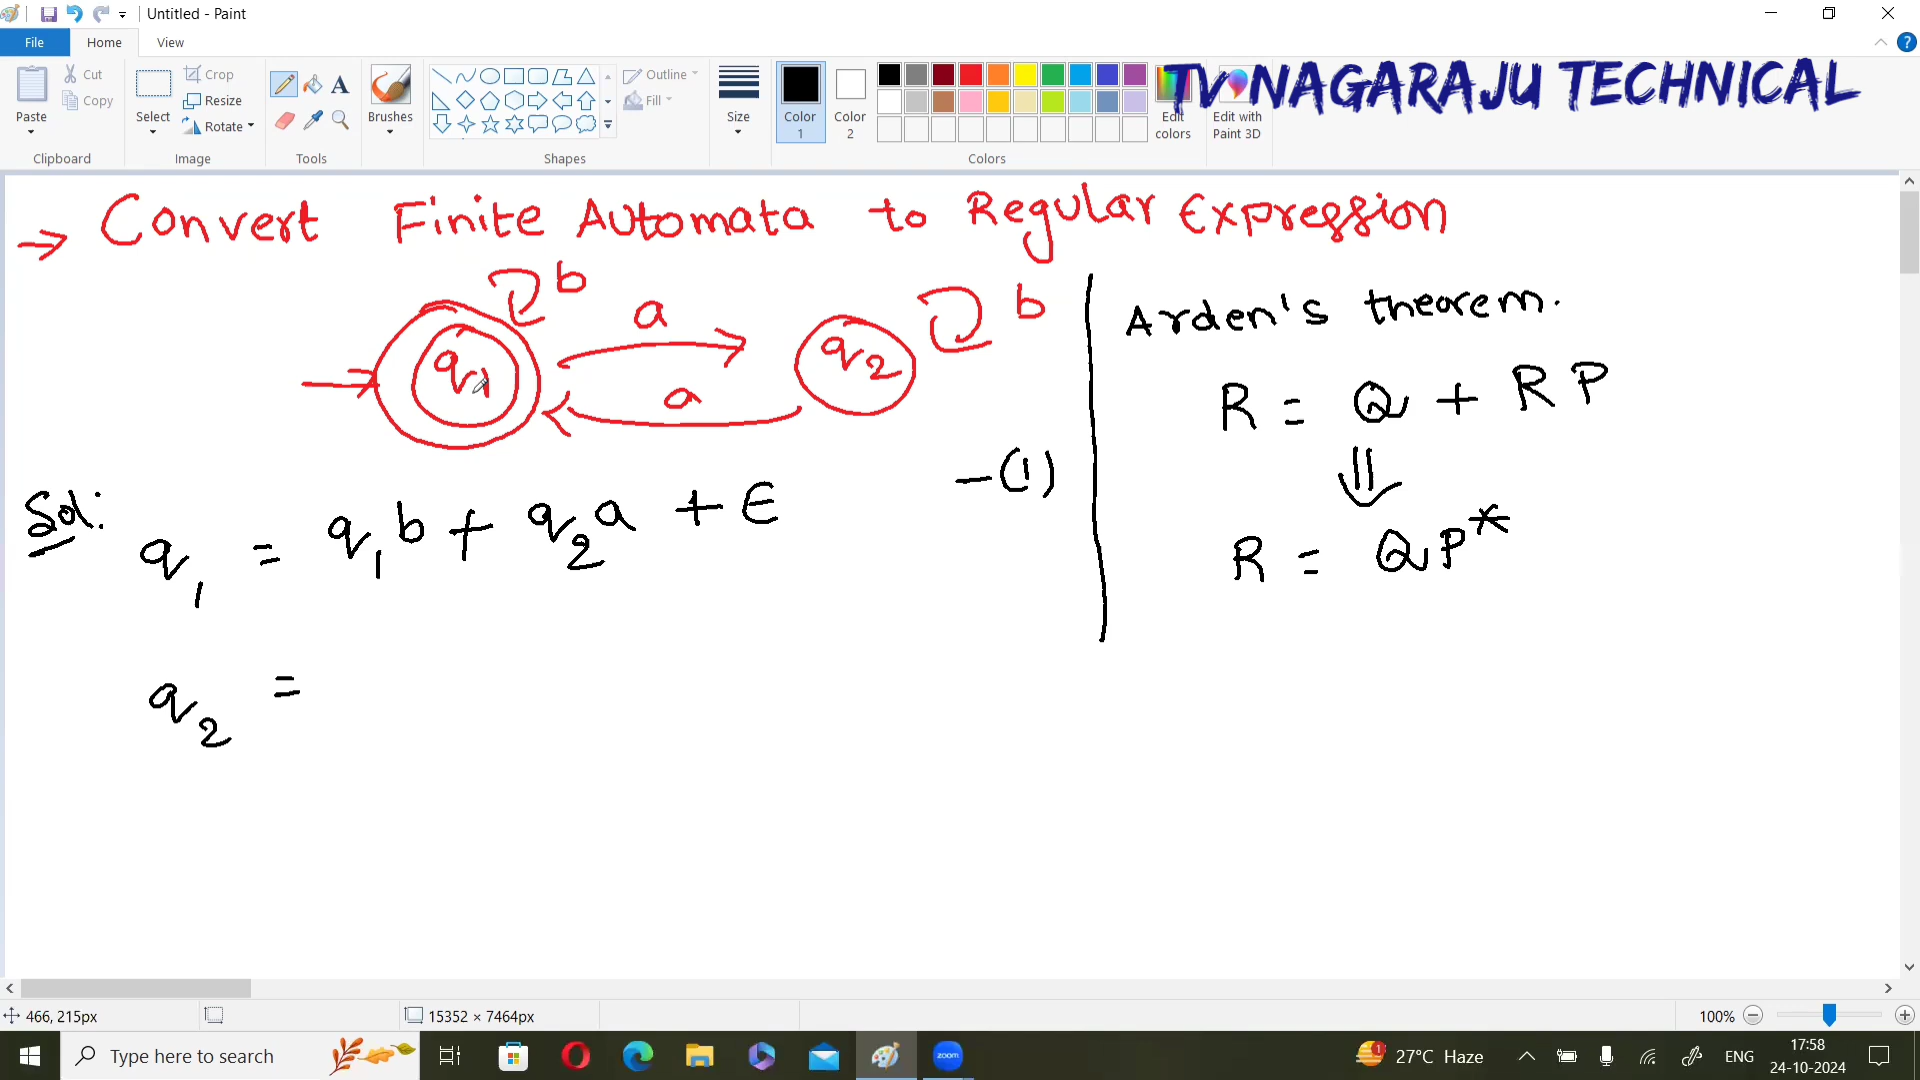 Untitled - Paint
File Home View
Paste
Cut
Copy
Clipboard
Select
Crop
Resize
Rotate
Image
Tools
Brushes
Shapes
Outline
Fill
Size
Color 1
Color 2
Colors
Edit colors
Edit with Paint 3D
TV NAGARAJU TECHNICAL
→ Convert Finite Automata to Regular Expression
b
a
b
q1
q2
a
Arden's theorem.
R = Q + RP
⇓
R = QP*
Sol:
q₁ = q₁b + q₂a + ε -(1)
q₂ =
466, 215px
15352 × 7464px
100%
Type here to search
zoom
1
27°C Haze
ENG
17:58
24-10-2024